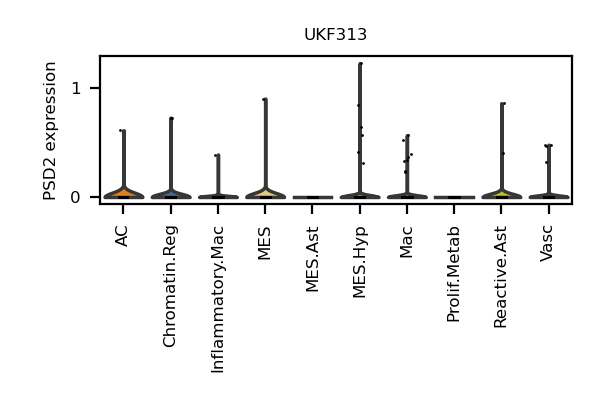 UKF313
PSD2 expression
1
0
AC
Chromatin.Reg
Inflammatory.Mac
MES
MES.Ast
MES.Hyp
Mac
Prolif.Metab
Reactive.Ast
Vasc